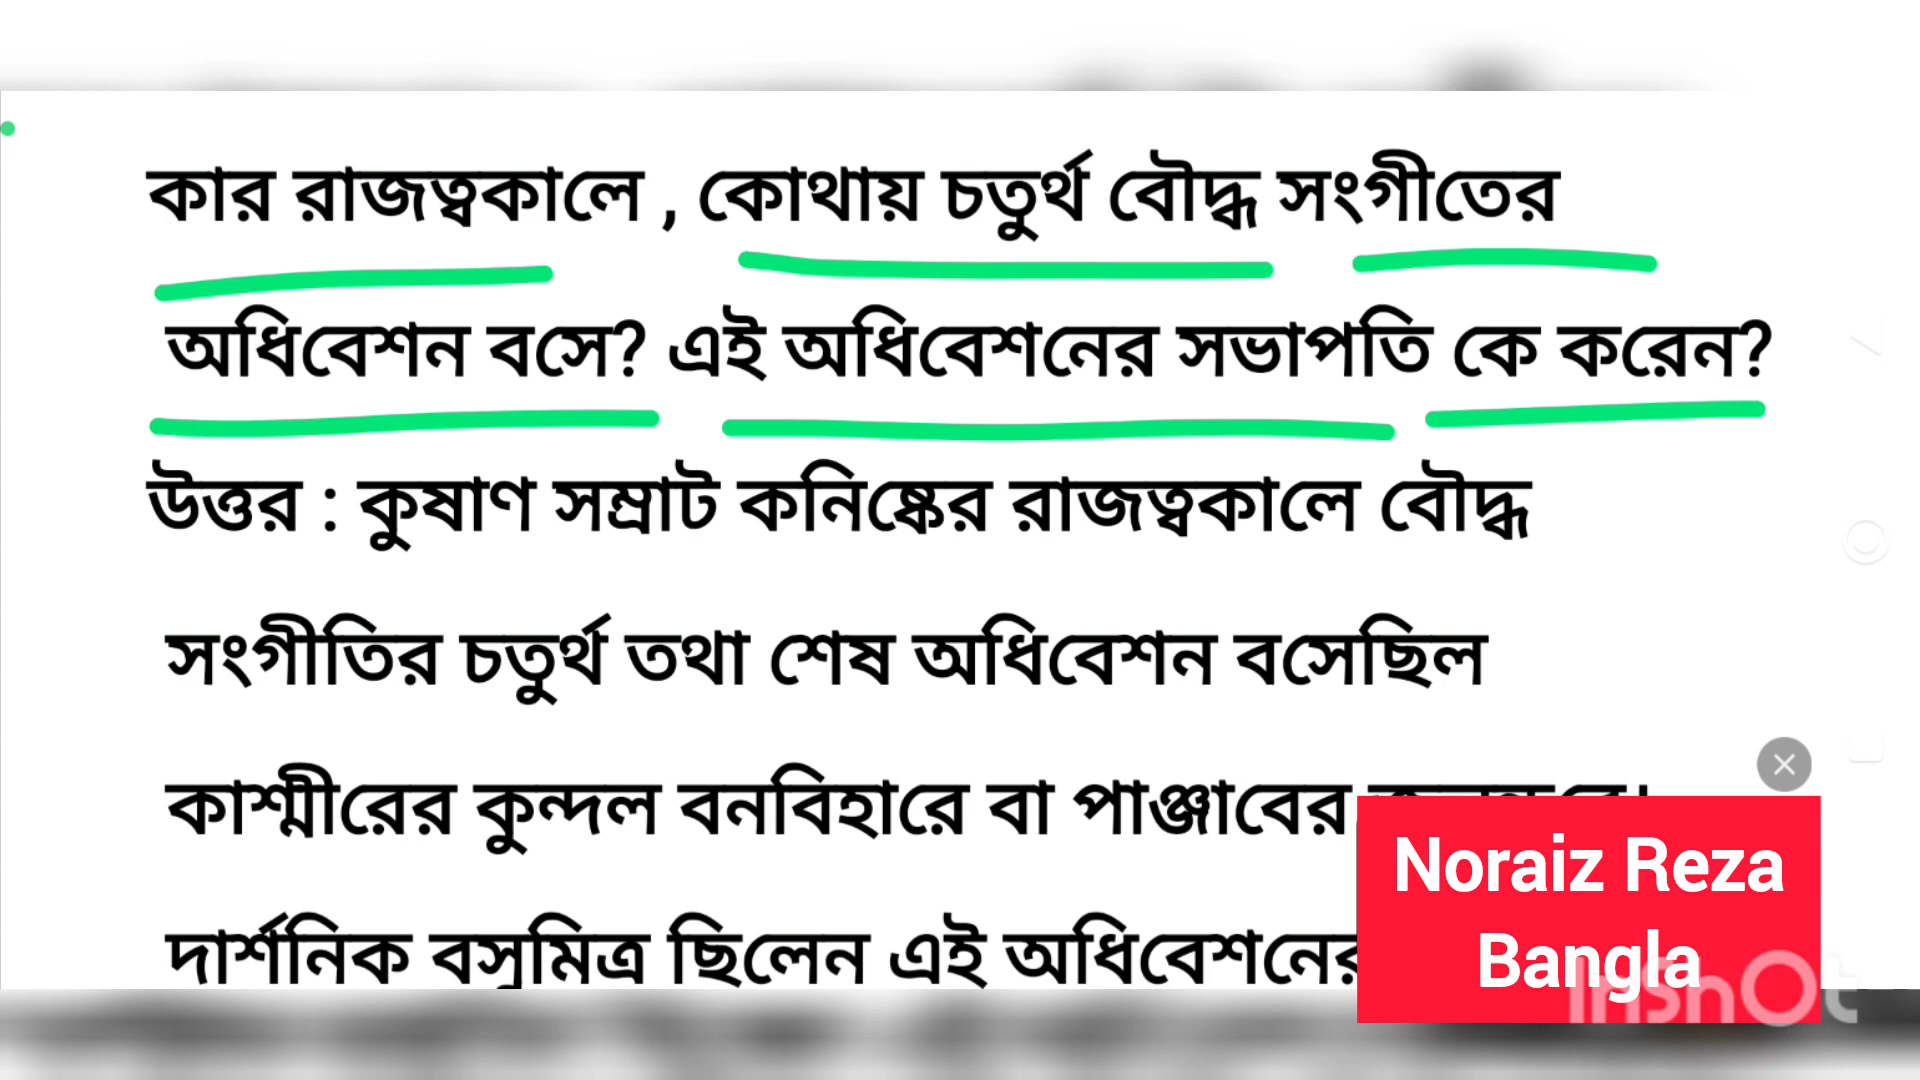 কার রাজত্বকালে , কোথায় চতুর্থ বৌদ্ধ সংগীতের
অধিবেশন বসে? এই অধিবেশনের সভাপতি কে করেন?
উত্তর : কুষাণ সম্রাট কনিষ্কের রাজত্বকালে বৌদ্ধ
সংগীতির চতুর্থ তথা শেষ অধিবেশন বসেছিল
কাশ্মীরের কুন্দল বনবিহারে বা পাঞ্জাবের
দার্শনিক বসুমিত্র ছিলেন এই অধিবেশনের
Noraiz Reza
Bangla
InShOt